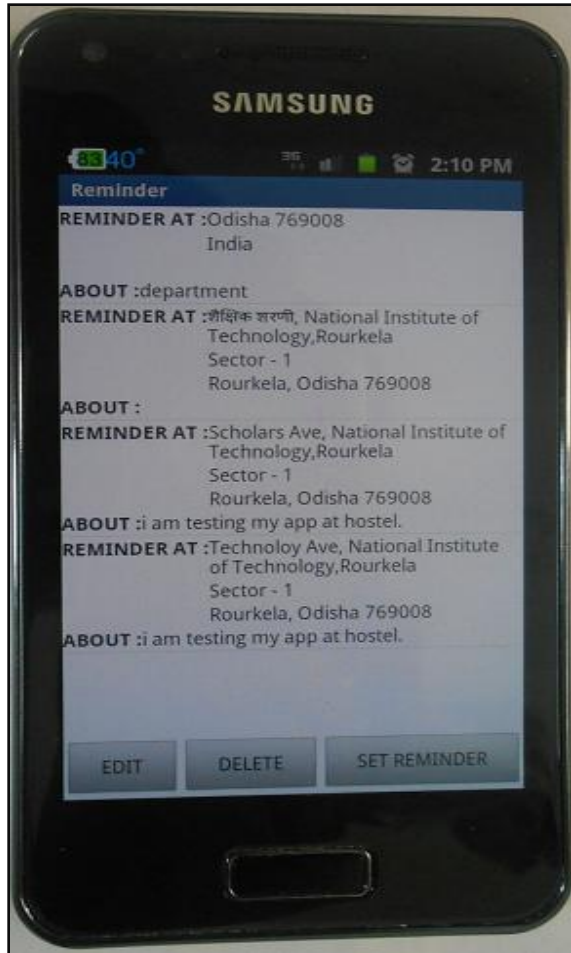 SAMSUNG
83 40° 3G 2:10 PM
Reminder
REMINDER AT :Odisha 769008
India
ABOUT :department
REMINDER AT :शैक्षिक शरणी, National Institute of
Technology,Rourkela
Sector - 1
Rourkela, Odisha 769008
ABOUT :
REMINDER AT :Scholars Ave, National Institute of
Technology,Rourkela
Sector - 1
Rourkela, Odisha 769008
ABOUT :i am testing my app at hostel.
REMINDER AT :Technoloy Ave, National Institute
of Technology,Rourkela
Sector - 1
Rourkela, Odisha 769008
ABOUT :i am testing my app at hostel.
EDIT DELETE SET REMINDER